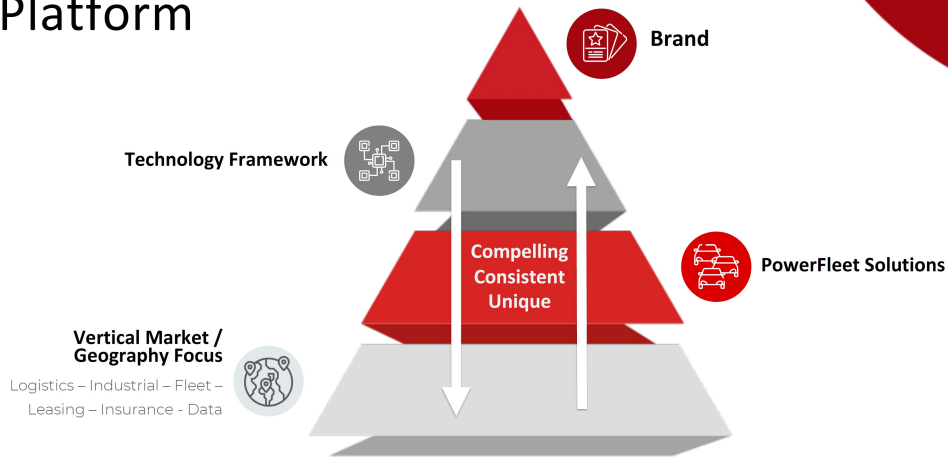 Platform
Brand
Technology Framework
Compelling
Consistent
Unique
PowerFleet Solutions
Vertical Market /
Geography Focus
Logistics – Industrial – Fleet –
Leasing – Insurance - Data